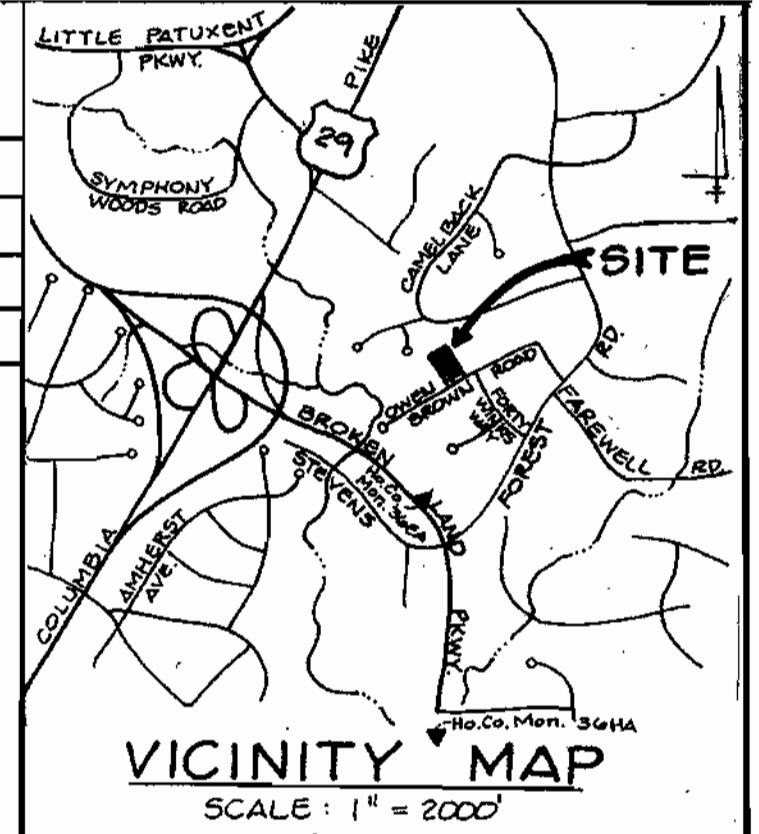 LITTLE PATUXENT
PKWY.
PIKE
29
SYMPHONY
WOODS ROAD
CAMELBACK
LANE
SITE
RD.
OWEN
BROWN
ROAD
FORTY
WINKS
WAY
FAREWELL RD.
FOREST
BROKEN
LAND
PKWY.
STEVENS
Ho.Co.
Mon. 36EA
AMHERST
AVE.
COLUMBIA
Ho.Co. Mon. 36HA
VICINITY MAP
SCALE : 1" = 2000'